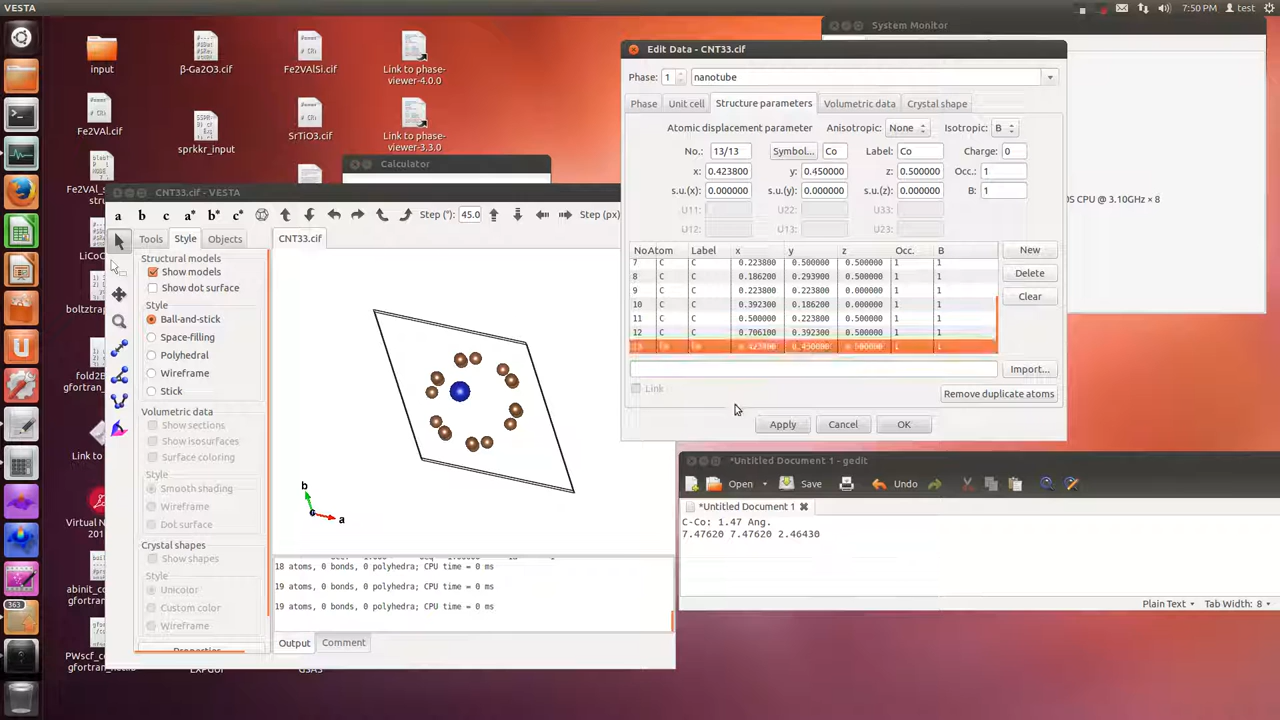 VESTA
7:50 PM
test
input
β-Ga2O3.cif
Fe2VAlSi.cif
Link to phase-
viewer-4.0.0
Fe2VAl.cif
sprkkr_input
SrTiO3.cif
Link to phase-
viewer-3.3.0
System Monitor
OS CPU @ 3.10GHz × 8
Calculator
Edit Data - CNT33.cif
Phase: 1 nanotube
Phase Unit cell Structure parameters Volumetric data Crystal shape
Atomic displacement parameter Anisotropic: None Isotropic: B
No.: 13/13 Symbol... Co Label: Co Charge: 0
x: 0.423800 y: 0.450000 z: 0.500000 Occ.: 1
s.u.(x): 0.000000 s.u.(y): 0.000000 s.u.(z): 0.000000 B: 1
U11: U22: U33:
U12: U13: U23:
No Atom Label x y z Occ. B
7 C C 0.223800 0.500000 0.500000 1 1
8 C C 0.186200 0.293900 0.500000 1 1
9 C C 0.223800 0.223800 0.000000 1 1
10 C C 0.392300 0.186200 0.000000 1 1
11 C C 0.500000 0.223800 0.500000 1 1
12 C C 0.706100 0.392300 0.500000 1 1
New
Delete
Clear
Import...
Link
Remove duplicate atoms
Apply Cancel OK
CNT33.cif - VESTA
a b c a* b* c* Step (°): 45.0 Step (px)
Tools Style Objects
CNT33.cif
Structural models
Show models
Show dot surface
Style
Ball-and-stick
Space-filling
Polyhedral
Wireframe
Stick
Volumetric data
Show sections
Show isosurfaces
Surface coloring
Style
Smooth shading
Wireframe
Dot surface
Crystal shapes
Show shapes
Style
Unicolor
Custom color
Wireframe
b
a
18 atoms, 0 bonds, 0 polyhedra; CPU time = 0 ms
19 atoms, 0 bonds, 0 polyhedra; CPU time = 0 ms
19 atoms, 0 bonds, 0 polyhedra; CPU time = 0 ms
Output Comment
*Untitled Document 1 - gedit
Open Save Undo
*Untitled Document 1
C-Co: 1.47 Ang.
7.47620 7.47620 2.46430
Plain Text Tab Width: 8
363